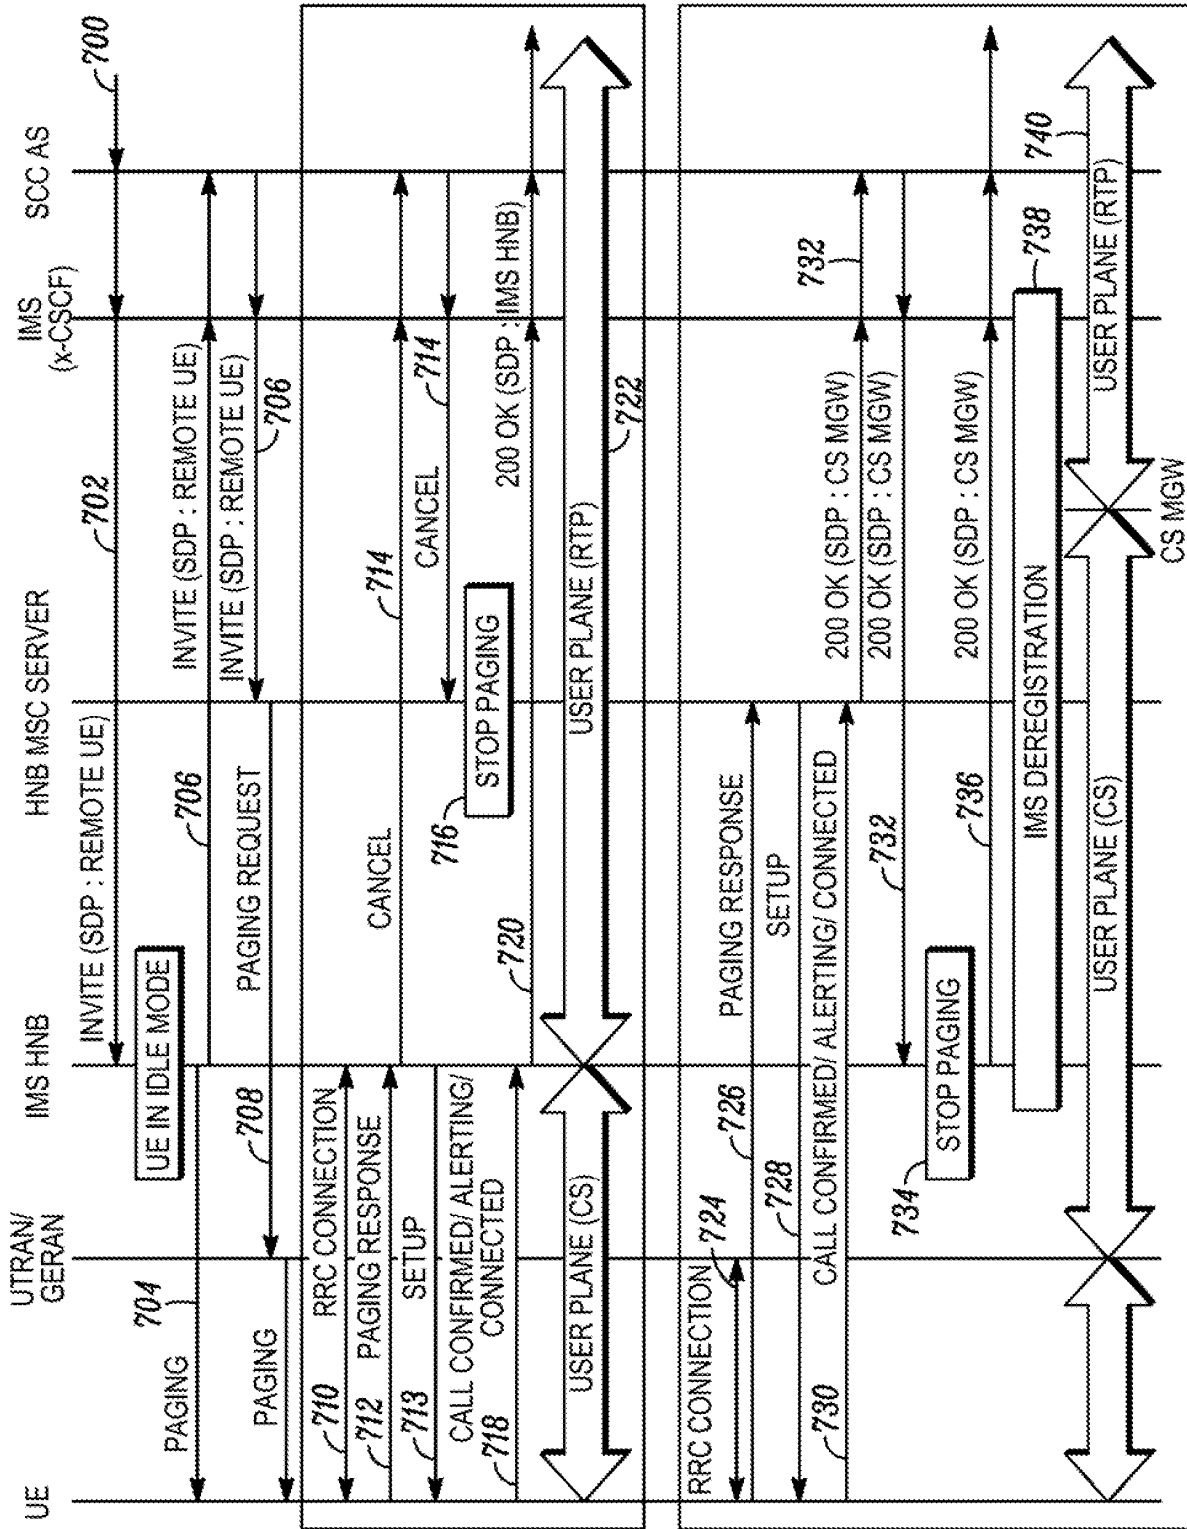 UE
UTRAN/
GERAN
IMS HNB
HNB MSC SERVER
IMS
(x-CSCF)
SCC AS
700
INVITE (SDP : REMOTE UE)
702
UE IN IDLE MODE
PAGING
704
706
INVITE (SDP : REMOTE UE)
INVITE (SDP : REMOTE UE)
706
PAGING REQUEST
708
PAGING
710
RRC CONNECTION
712
PAGING RESPONSE
CANCEL
714
713
SETUP
CANCEL
714
716
STOP PAGING
CALL CONFIRMED/ ALERTING/
CONNECTED
718
720
200 OK (SDP : IMS HNB)
USER PLANE (CS)
USER PLANE (RTP)
722
RRC CONNECTION
724
726
PAGING RESPONSE
728
SETUP
730
CALL CONFIRMED/ ALERTING/ CONNECTED
200 OK (SDP : CS MGW)
732
200 OK (SDP : CS MGW)
732
734
STOP PAGING
736
200 OK (SDP : CS MGW)
IMS DEREGISTRATION
738
USER PLANE (CS)
USER PLANE (RTP)
740
CS MGW